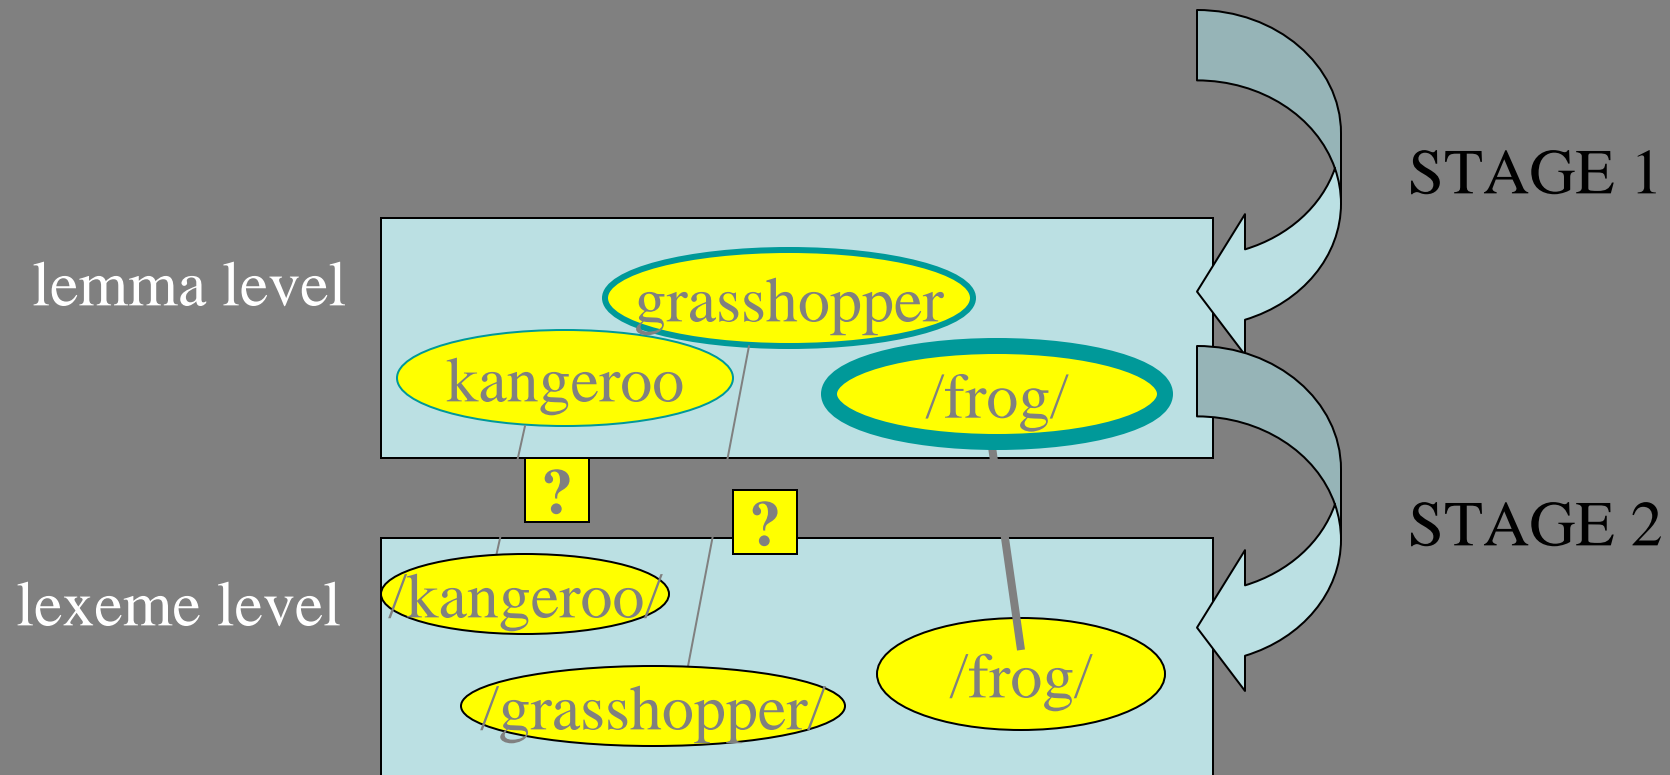 STAGE 1
lemma level
grasshopper
kangeroo
/frog/
?
?
STAGE 2
lexeme level
/kangeroo/
/frog/
/grasshopper/